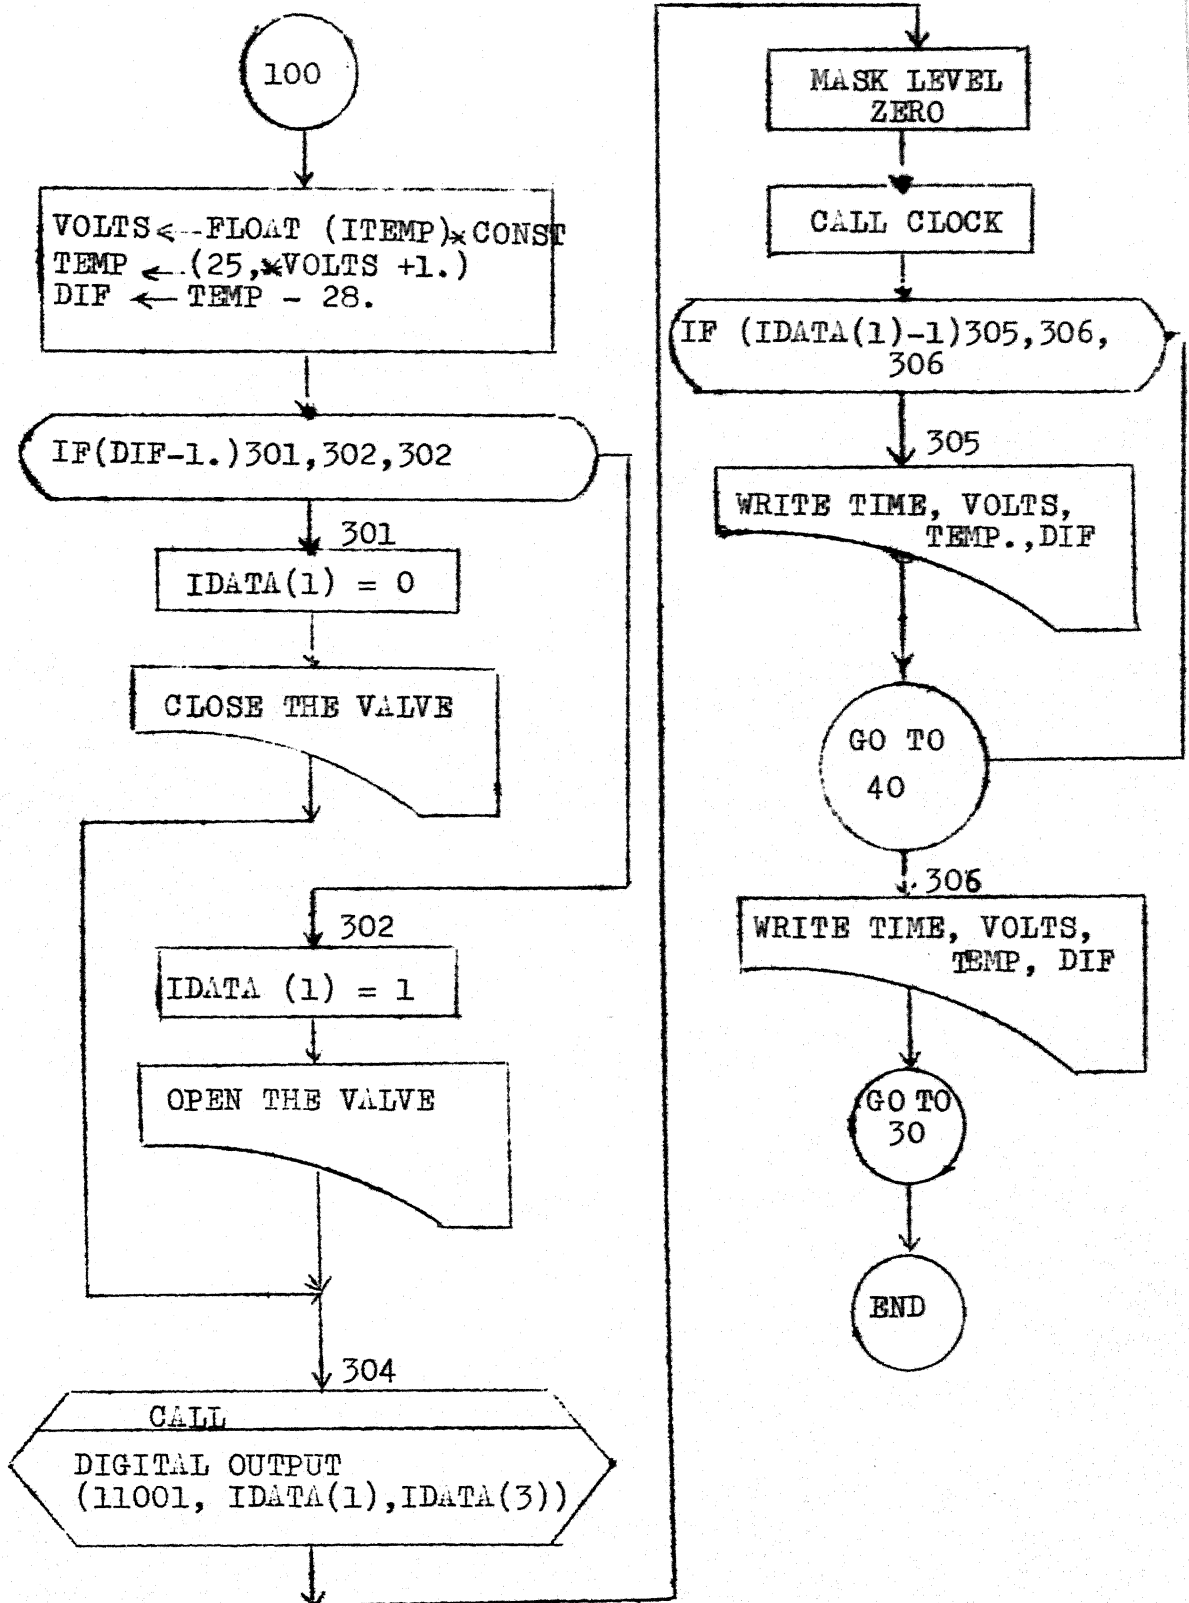 100
VOLTS ← FLOAT (ITEMP)*CONST
TEMP ← (25,*VOLTS +1.)
DIF ← TEMP - 28.
IF(DIF-1.)301,302,302
301
IDATA(1) = 0
CLOSE THE VALVE
302
IDATA (1) = 1
OPEN THE VALVE
304
CALL
DIGITAL OUTPUT
(11001, IDATA(1),IDATA(3))
MASK LEVEL
ZERO
CALL CLOCK
IF (IDATA(1)-1)305,306,
306
305
WRITE TIME, VOLTS,
TEMP.,DIF
GO TO
40
306
WRITE TIME, VOLTS,
TEMP, DIF
GO TO
30
END